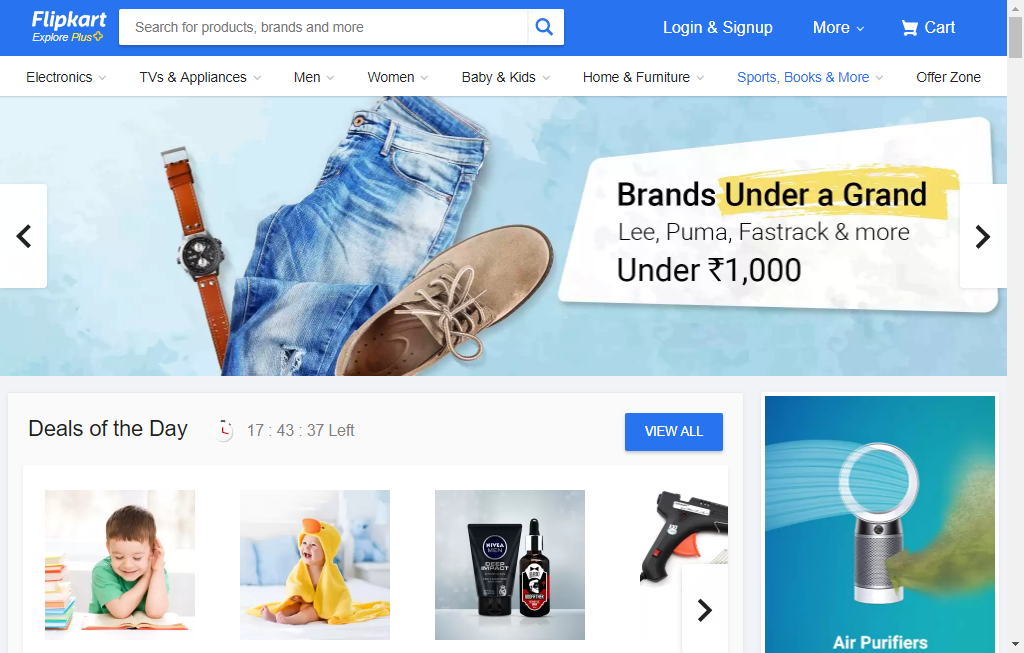 Flipkart
Explore Plus
Search for products, brands and more
Login & Signup
More
Cart
Electronics
TVs & Appliances
Men
Women
Baby & Kids
Home & Furniture
Sports, Books & More
Offer Zone
Brands Under a Grand
Lee, Puma, Fastrack & more
Under ₹1,000
Deals of the Day
17 : 43 : 37 Left
VIEW ALL
NIVEA
MEN
DEEP
IMPACT
Air Purifiers